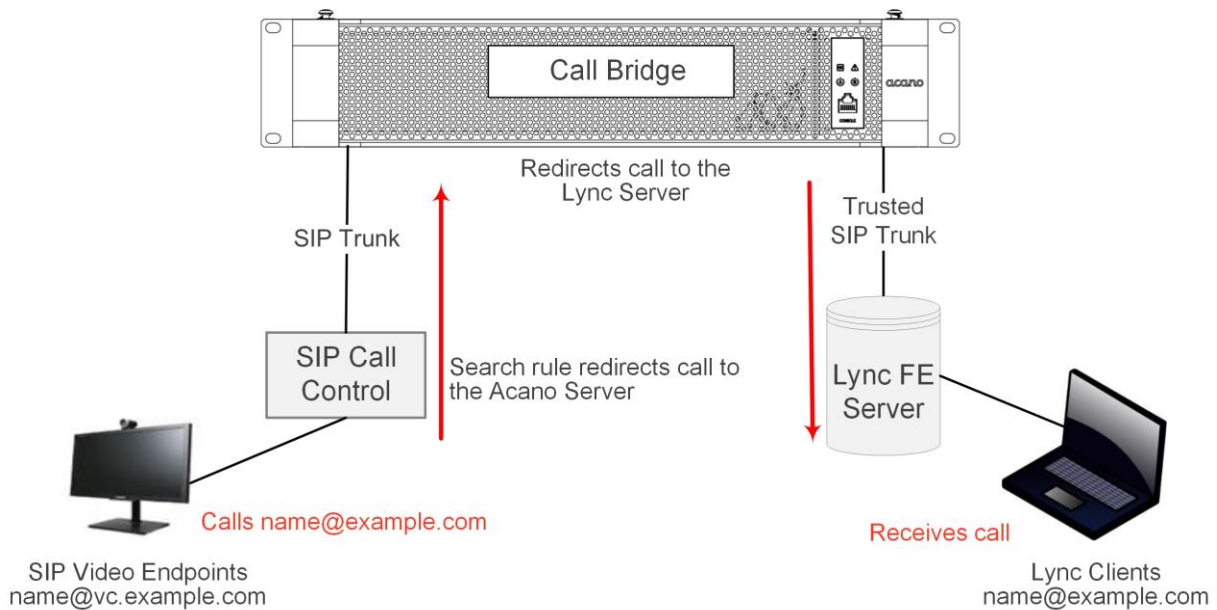 Call Bridge
acano
CONSOLE
Redirects call to the
Lync Server
SIP Trunk
Trusted
SIP Trunk
SIP Call
Control
Search rule redirects call to
the Acano Server
Lync FE
Server
Calls name@example.com
Receives call
SIP Video Endpoints
name@vc.example.com
Lync Clients
name@example.com